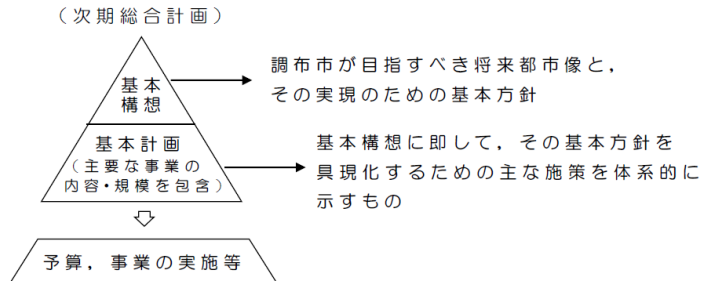 （次期総合計画）
基本
構想
調布市が目指すべき将来都市像と，
その実現のための基本方針
基本計画
（主要な事業の
内容・規模を包含）
基本構想に即して，その基本方針を
具現化するための主な施策を体系的に
示すもの
予算，事業の実施等